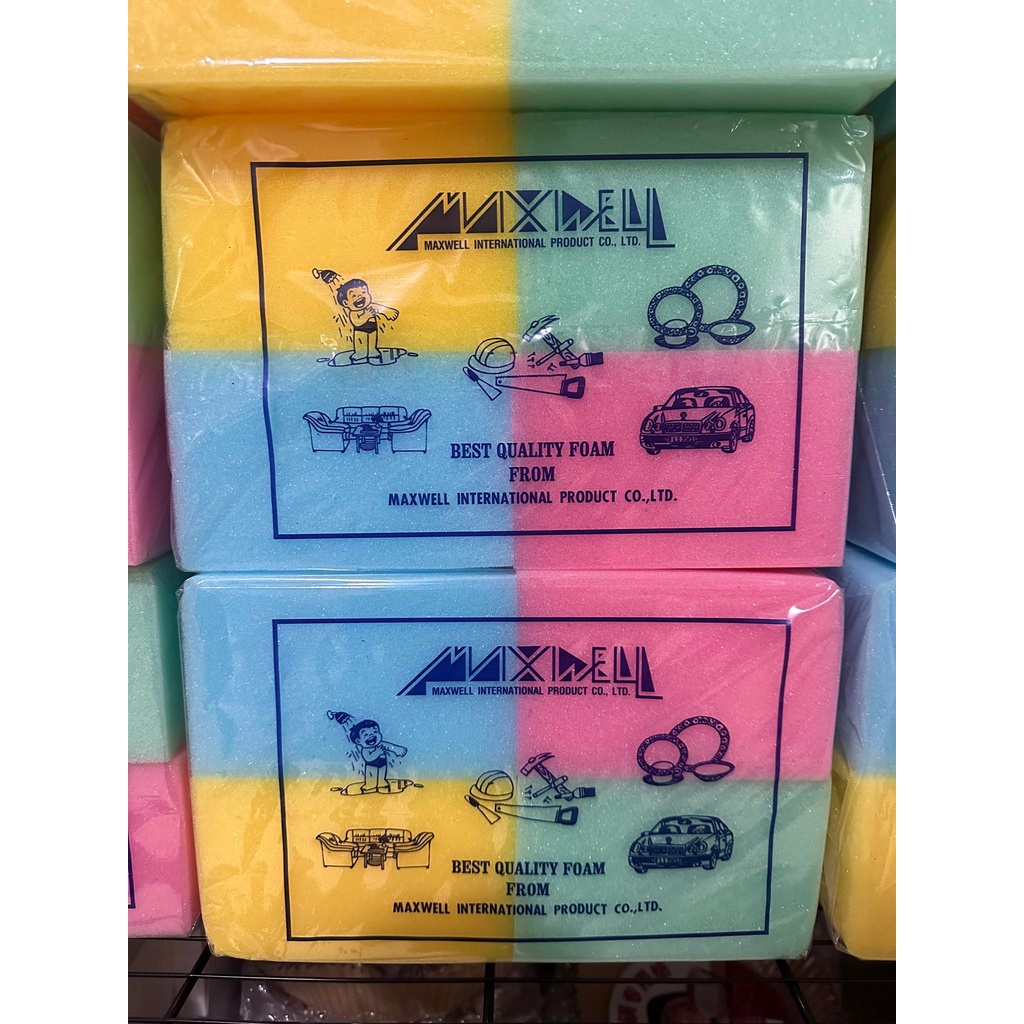 MAXWELL
MAXWELL INTERNATIONAL PRODUCT CO., LTD.
BEST QUALITY FOAM
FROM
MAXWELL INTERNATIONAL PRODUCT CO.,LTD.
MAXWELL
MAXWELL INTERNATIONAL PRODUCT CO., LTD.
BEST QUALITY FOAM
FROM
MAXWELL INTERNATIONAL PRODUCT CO.,LTD.